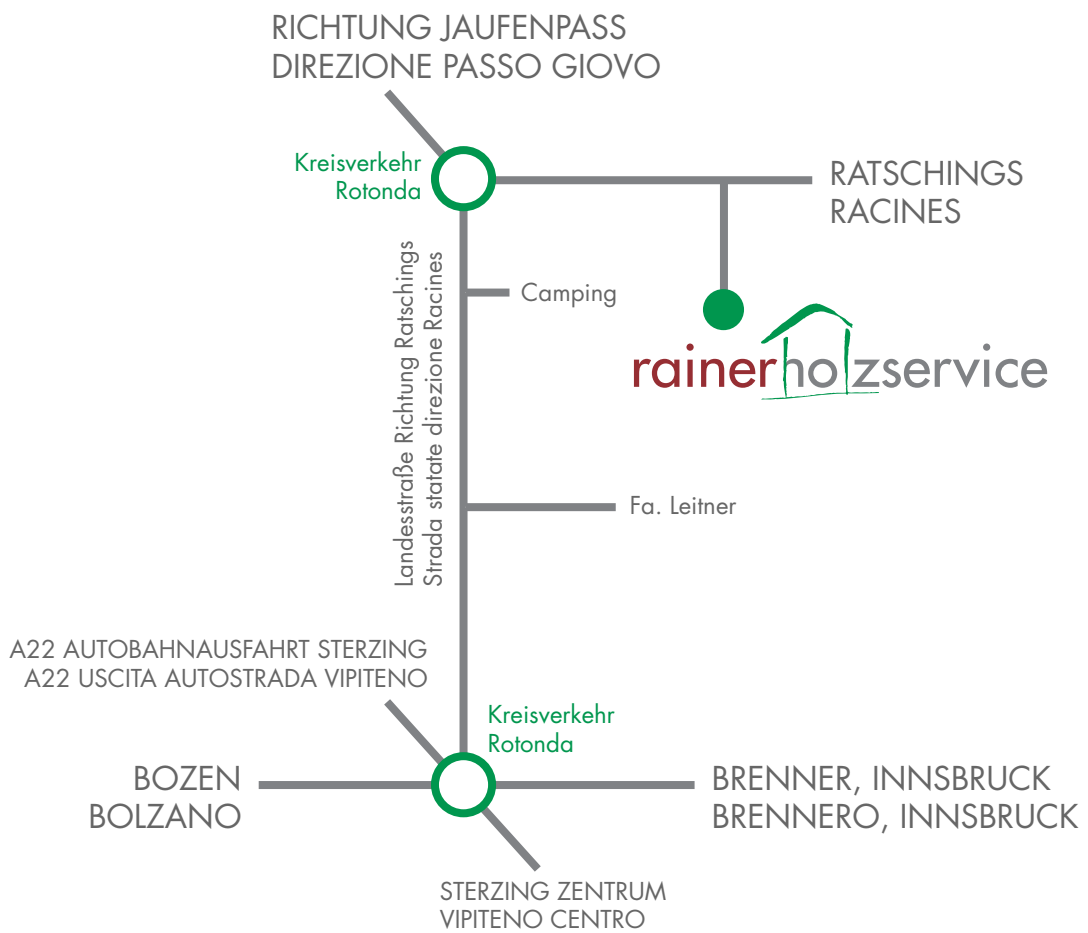 RICHTUNG JAUFENPASS
DIREZIONE PASSO GIOVO
Kreisverkehr
Rotonda
RATSCHINGS
RACINES
Landesstraße Richtung Ratschings
Strada statate direzione Racines
Camping
rainerholzservice
Fa. Leitner
A22 AUTOBAHNAUSFAHRT STERZING
A22 USCITA AUTOSTRADA VIPITENO
Kreisverkehr
Rotonda
BOZEN
BOLZANO
BRENNER, INNSBRUCK
BRENNERO, INNSBRUCK
STERZING ZENTRUM
VIPITENO CENTRO